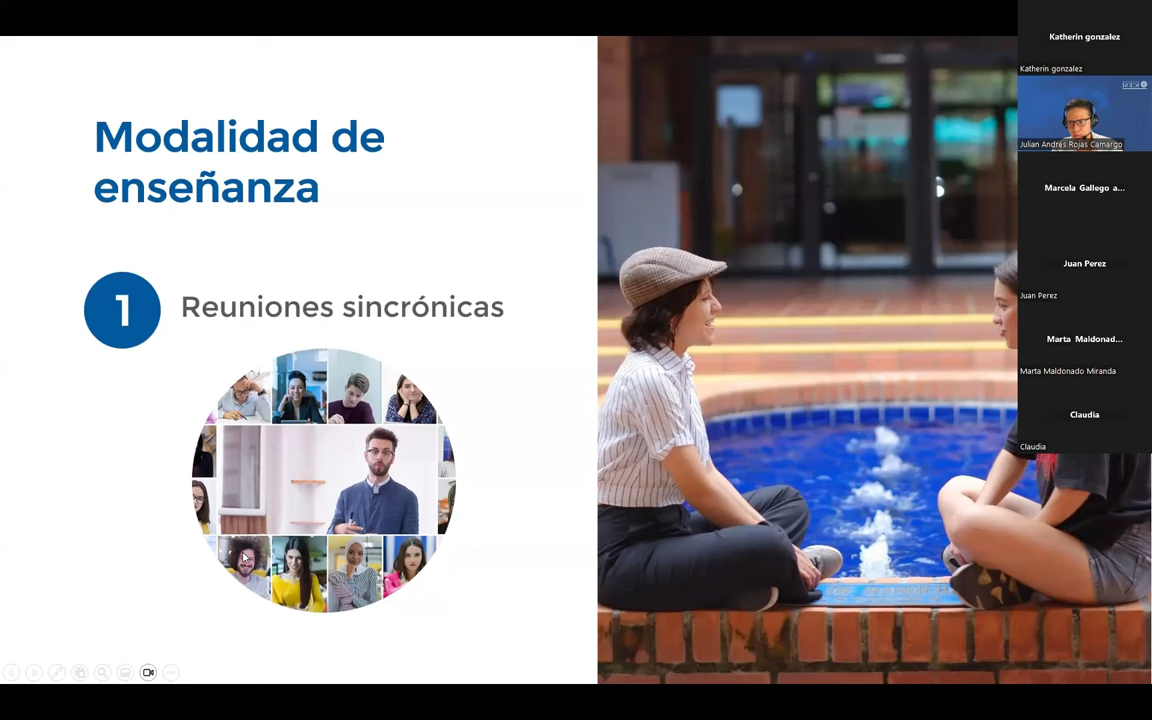 Modalidad de
enseñanza
1
Reuniones sincrónicas
Katherin gonzalez
Katherin gonzalez
Julian Andres Rojas Camargo
Marcela Gallego a...
Juan Perez
Juan Perez
Marta Maldonad...
Marta Maldonado Miranda
Claudia
Claudia